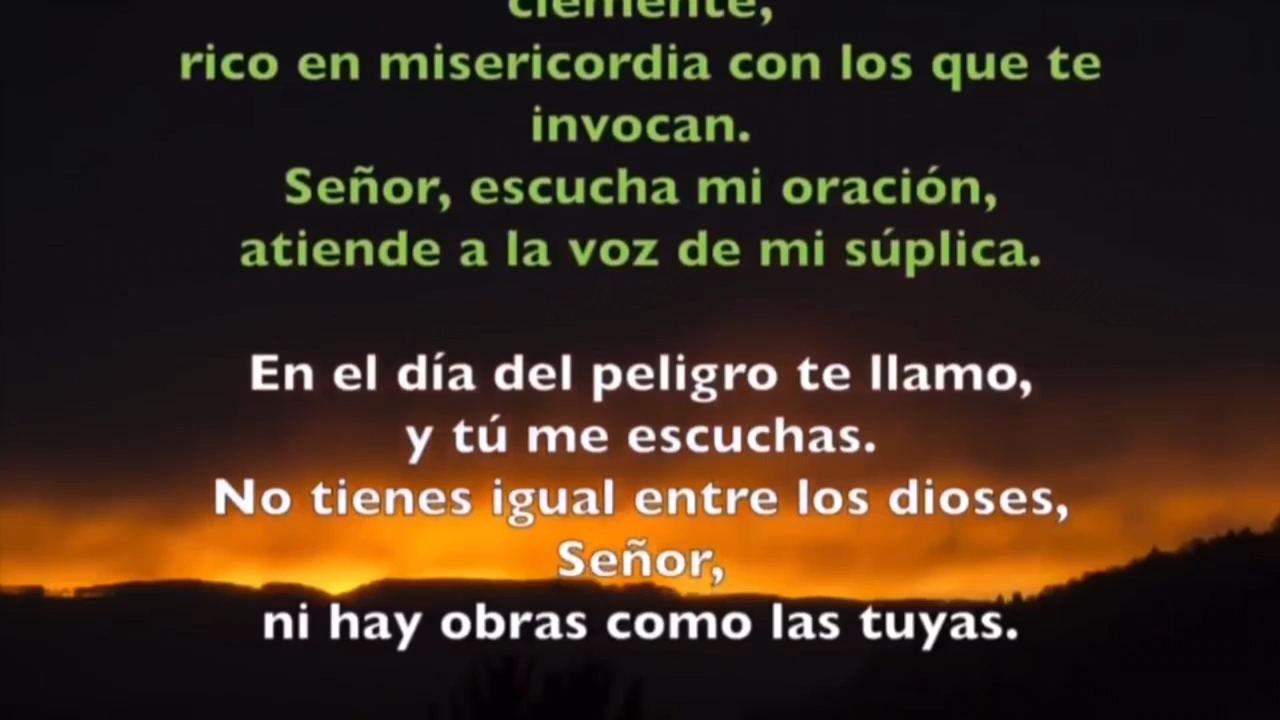 clemente,
rico en misericordia con los que te
invocan.
Señor, escucha mi oración,
atiende a la voz de mi súplica.
En el día del peligro te llamo,
y tú me escuchas.
No tienes igual entre los dioses,
Señor,
ni hay obras como las tuyas.